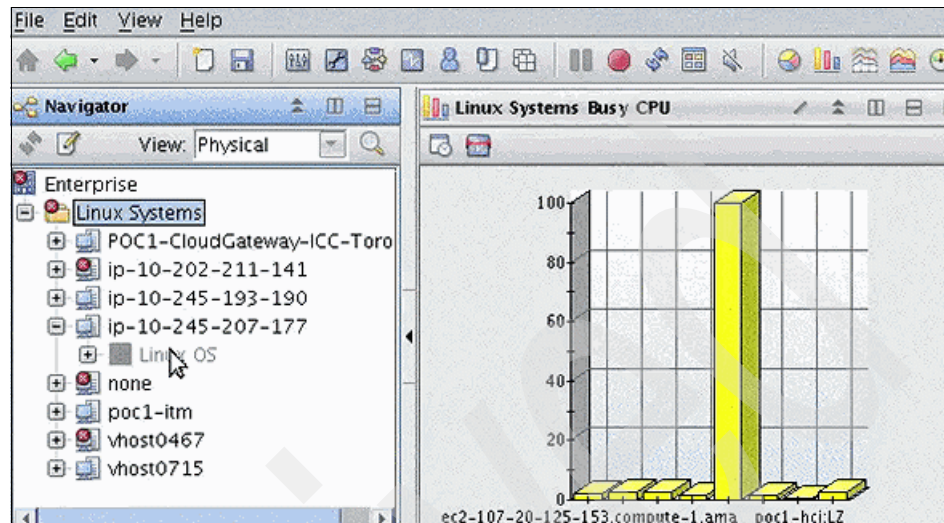 File Edit View Help
Navigator
View: Physical
Enterprise
Linux Systems
POC1-CloudGateway-ICC-Toro
ip-10-202-211-141
ip-10-245-193-190
ip-10-245-207-177
Linux OS
none
poc1-itm
vhost0467
vhost0715
Linux Systems Busy CPU
100
80
60
40
20
0
ec2-107-20-125-153.compute-1.ama poc1-hci:LZ